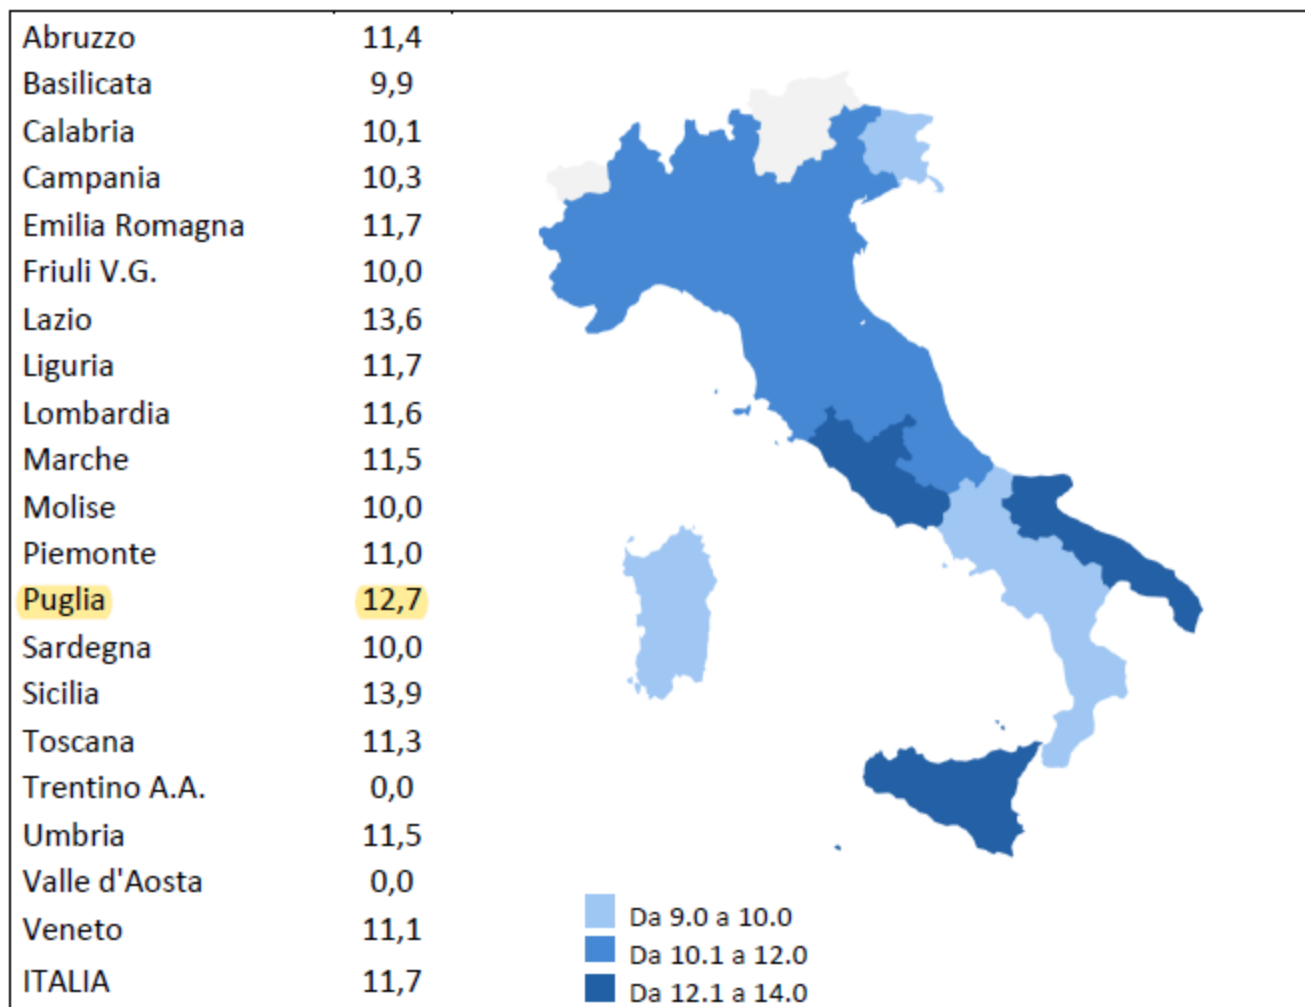 Abruzzo 11,4
Basilicata 9,9
Calabria 10,1
Campania 10,3
Emilia Romagna 11,7
Friuli V.G. 10,0
Lazio 13,6
Liguria 11,7
Lombardia 11,6
Marche 11,5
Molise 10,0
Piemonte 11,0
Puglia 12,7
Sardegna 10,0
Sicilia 13,9
Toscana 11,3
Trentino A.A. 0,0
Umbria 11,5
Valle d'Aosta 0,0
Veneto 11,1
ITALIA 11,7
Da 9.0 a 10.0
Da 10.1 a 12.0
Da 12.1 a 14.0